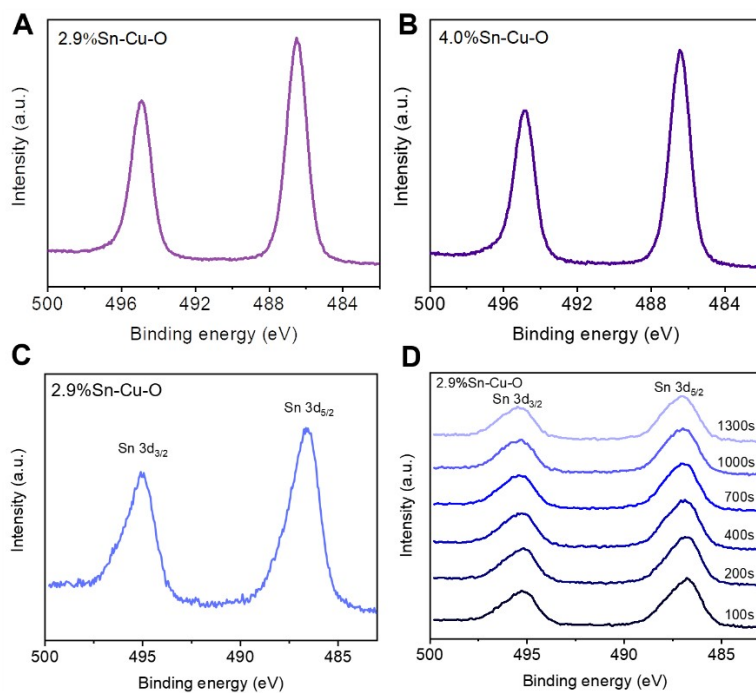 A
2.9%Sn-Cu-O
Intensity (a.u.)
500 496 492 488 484
Binding energy (eV)
B
4.0%Sn-Cu-O
Intensity (a.u.)
500 496 492 488 484
Binding energy (eV)
C
2.9%Sn-Cu-O
Sn 3d3/2
Sn 3d5/2
Intensity (a.u.)
500 495 490 485
Binding energy (eV)
D
2.9%Sn-Cu-O
Sn 3d3/2
Sn 3d5/2
1300s
1000s
700s
400s
200s
100s
Intensity (a.u.)
500 495 490 485
Binding energy (eV)